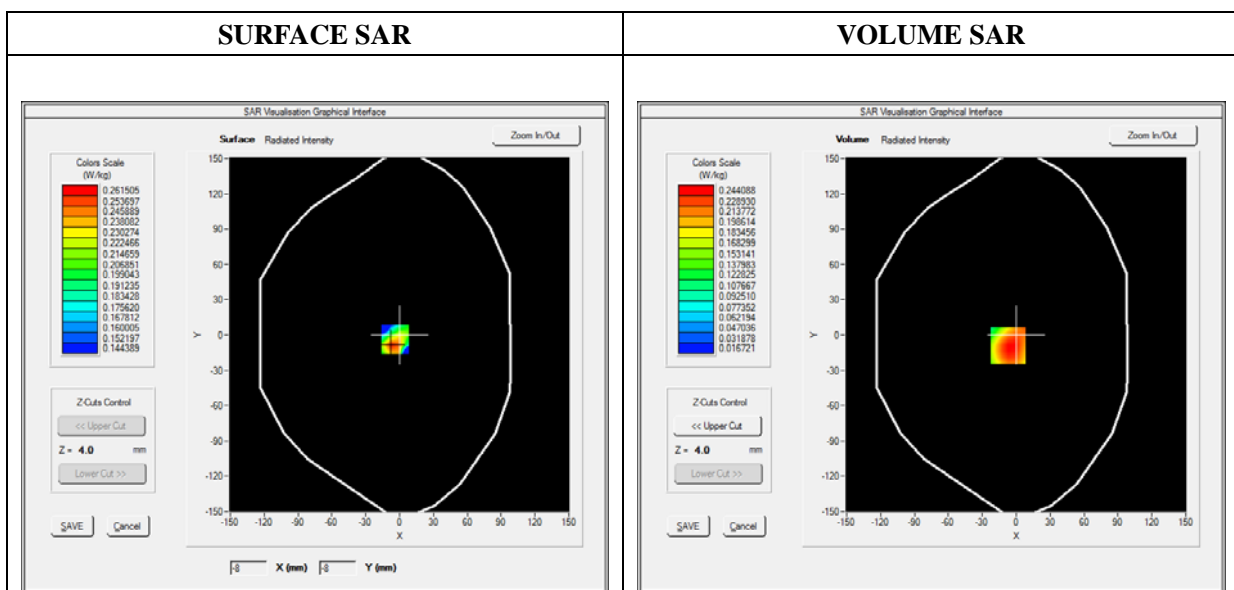 SURFACE SAR
VOLUME SAR
SAR Visualisation Graphical Interface
Surface Radiated Intensity
Zoom In/Out
Colors Scale
(W/kg)
0.261505
0.253697
0.245889
0.238082
0.230274
0.222466
0.214659
0.206851
0.199043
0.191235
0.183428
0.175620
0.167812
0.160005
0.152197
0.144389
Z-Cuts Control
<< Upper Cut
Z = 4.0 mm
Lower Cut >>
SAVE Cancel
150
120
90
60
30
0
-30
-60
-90
-120
-150
Y
-150 -120 -90 -60 -30 0 30 60 90 120 150
X
-8 X (mm) -8 Y (mm)
SAR Visualisation Graphical Interface
Volume Radiated Intensity
Zoom In/Out
Colors Scale
(W/kg)
0.244088
0.228930
0.213772
0.198614
0.183456
0.168299
0.153141
0.137983
0.122825
0.107667
0.092510
0.077352
0.062194
0.047036
0.031878
0.016721
Z-Cuts Control
<< Upper Cut
Z = 4.0 mm
Lower Cut >>
SAVE Cancel
150
120
90
60
30
0
-30
-60
-90
-120
-150
Y
-150 -120 -90 -60 -30 0 30 60 90 120 150
X